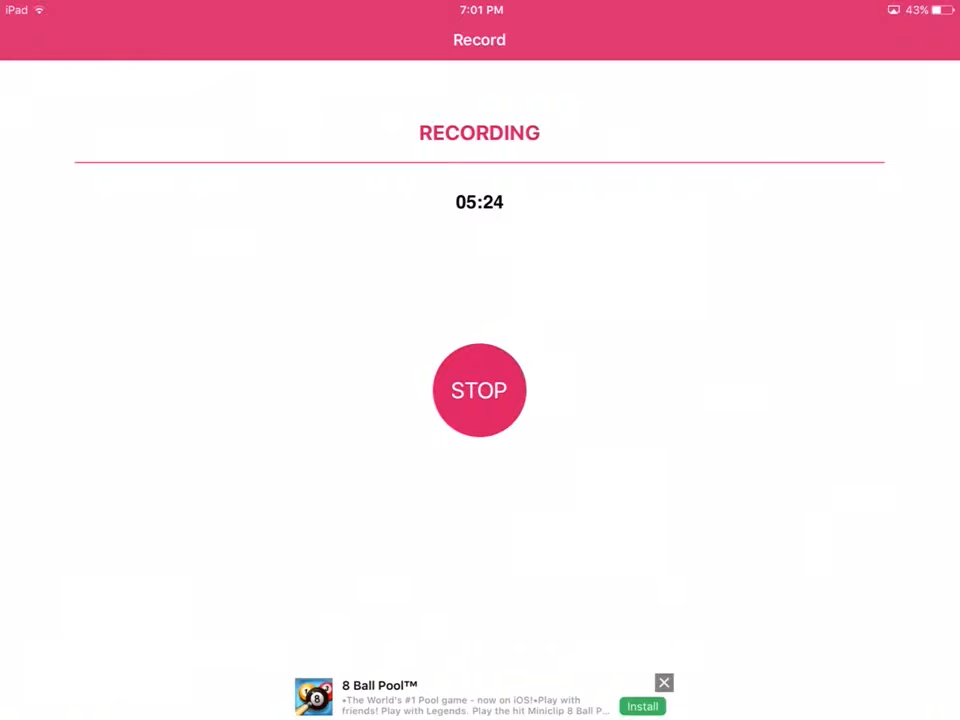 iPad 7:01 PM 43%
Record
RECORDING
05:24
STOP
8 Ball Pool™
•The World's #1 Pool game - now on iOS!•Play with
friends! Play with Legends. Play the hit Miniclip 8 Ball P...
Install